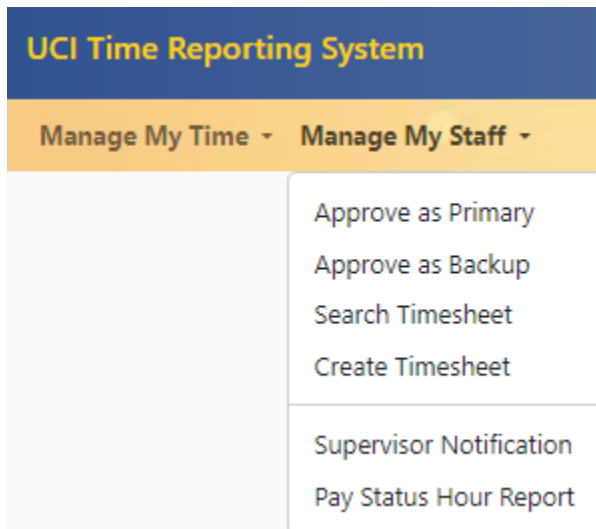 UCI Time Reporting System
Manage My Time Manage My Staff
Approve as Primary
Approve as Backup
Search Timesheet
Create Timesheet
Supervisor Notification
Pay Status Hour Report